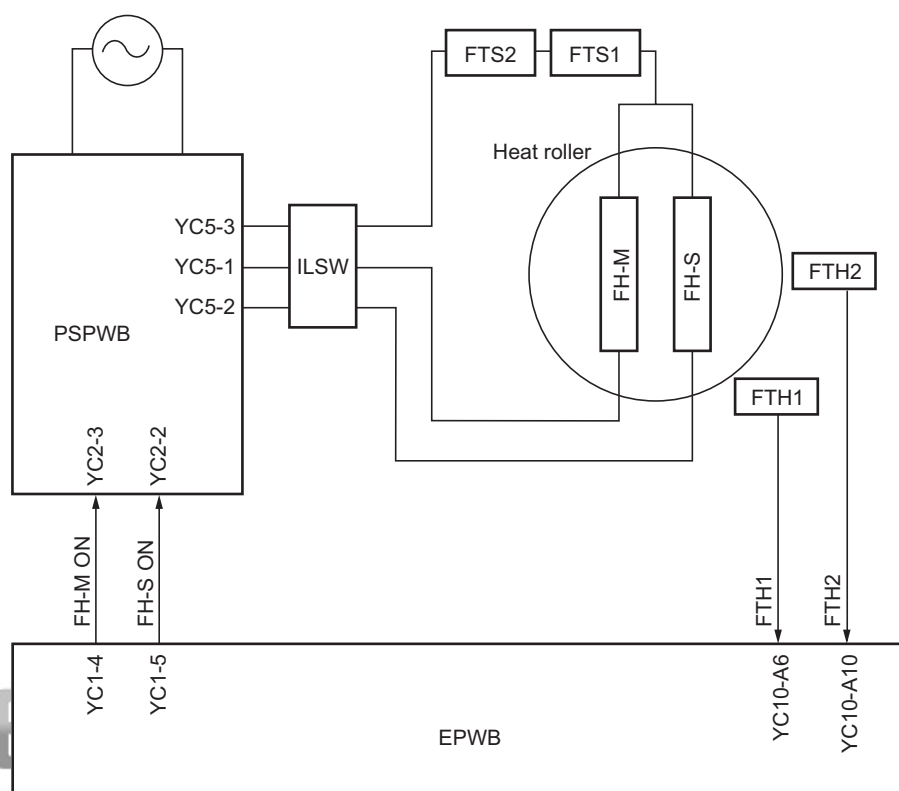 FTS2
FTS1
Heat roller
YC5-3
YC5-1
YC5-2
ILSW
FH-M
FH-S
FTH2
PSPWB
FTH1
YC2-3
YC2-2
FH-M ON
FH-S ON
FTH1
FTH2
YC1-4
YC1-5
YC10-A6
YC10-A10
EPWB